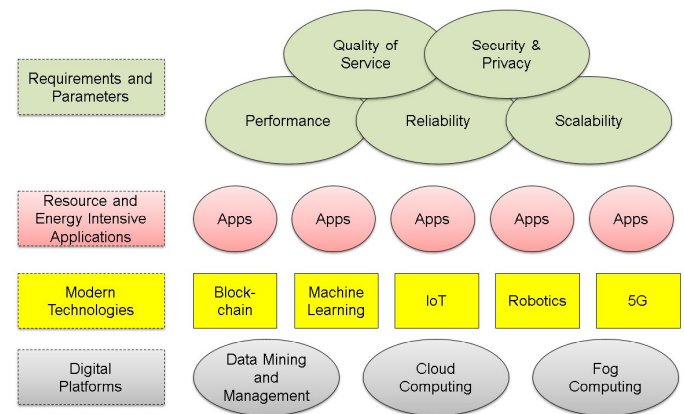 Quality of
Service
Security &
Privacy
Requirements and
Parameters
Performance
Reliability
Scalability
Resource and
Energy Intensive
Applications
Apps
Apps
Apps
Apps
Apps
Modern
Technologies
Block-
chain
Machine
Learning
IoT
Robotics
5G
Digital
Platforms
Data Mining
and
Management
Cloud
Computing
Fog
Computing